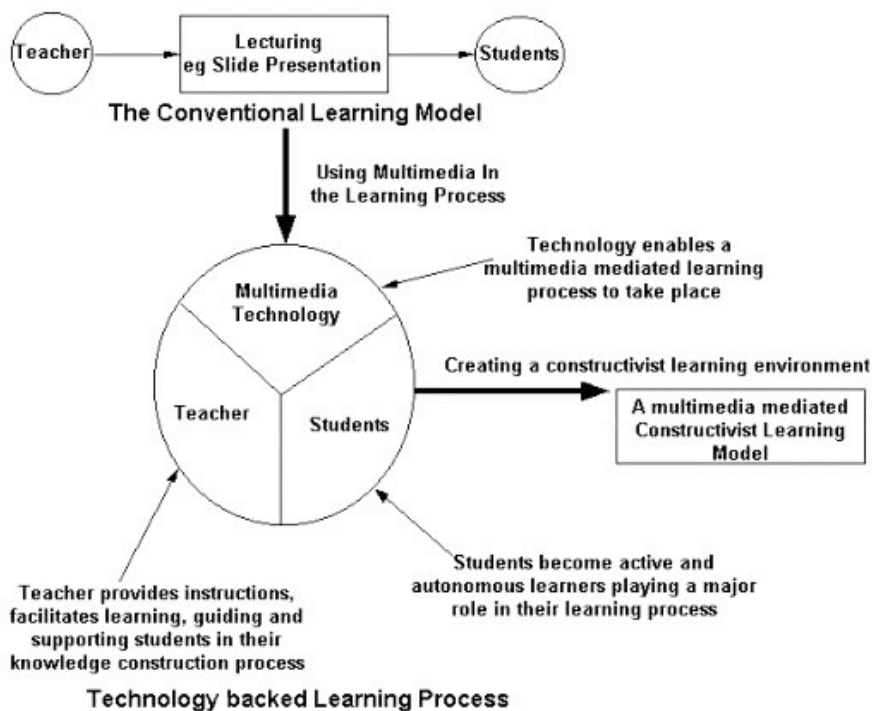 Teacher
Lecturing
eg Slide Presentation
Students
The Conventional Learning Model
Using Multimedia In
the Learning Process
Technology enables a
multimedia mediated learning
process to take place
Multimedia
Technology
Creating a constructivist learning environment
Teacher
Students
A multimedia mediated
Constructivist Learning
Model
Students become active and
autonomous learners playing a major
role in their learning process
Teacher provides instructions,
facilitates learning, guiding and
supporting students in their
knowledge construction process
Technology backed Learning Process